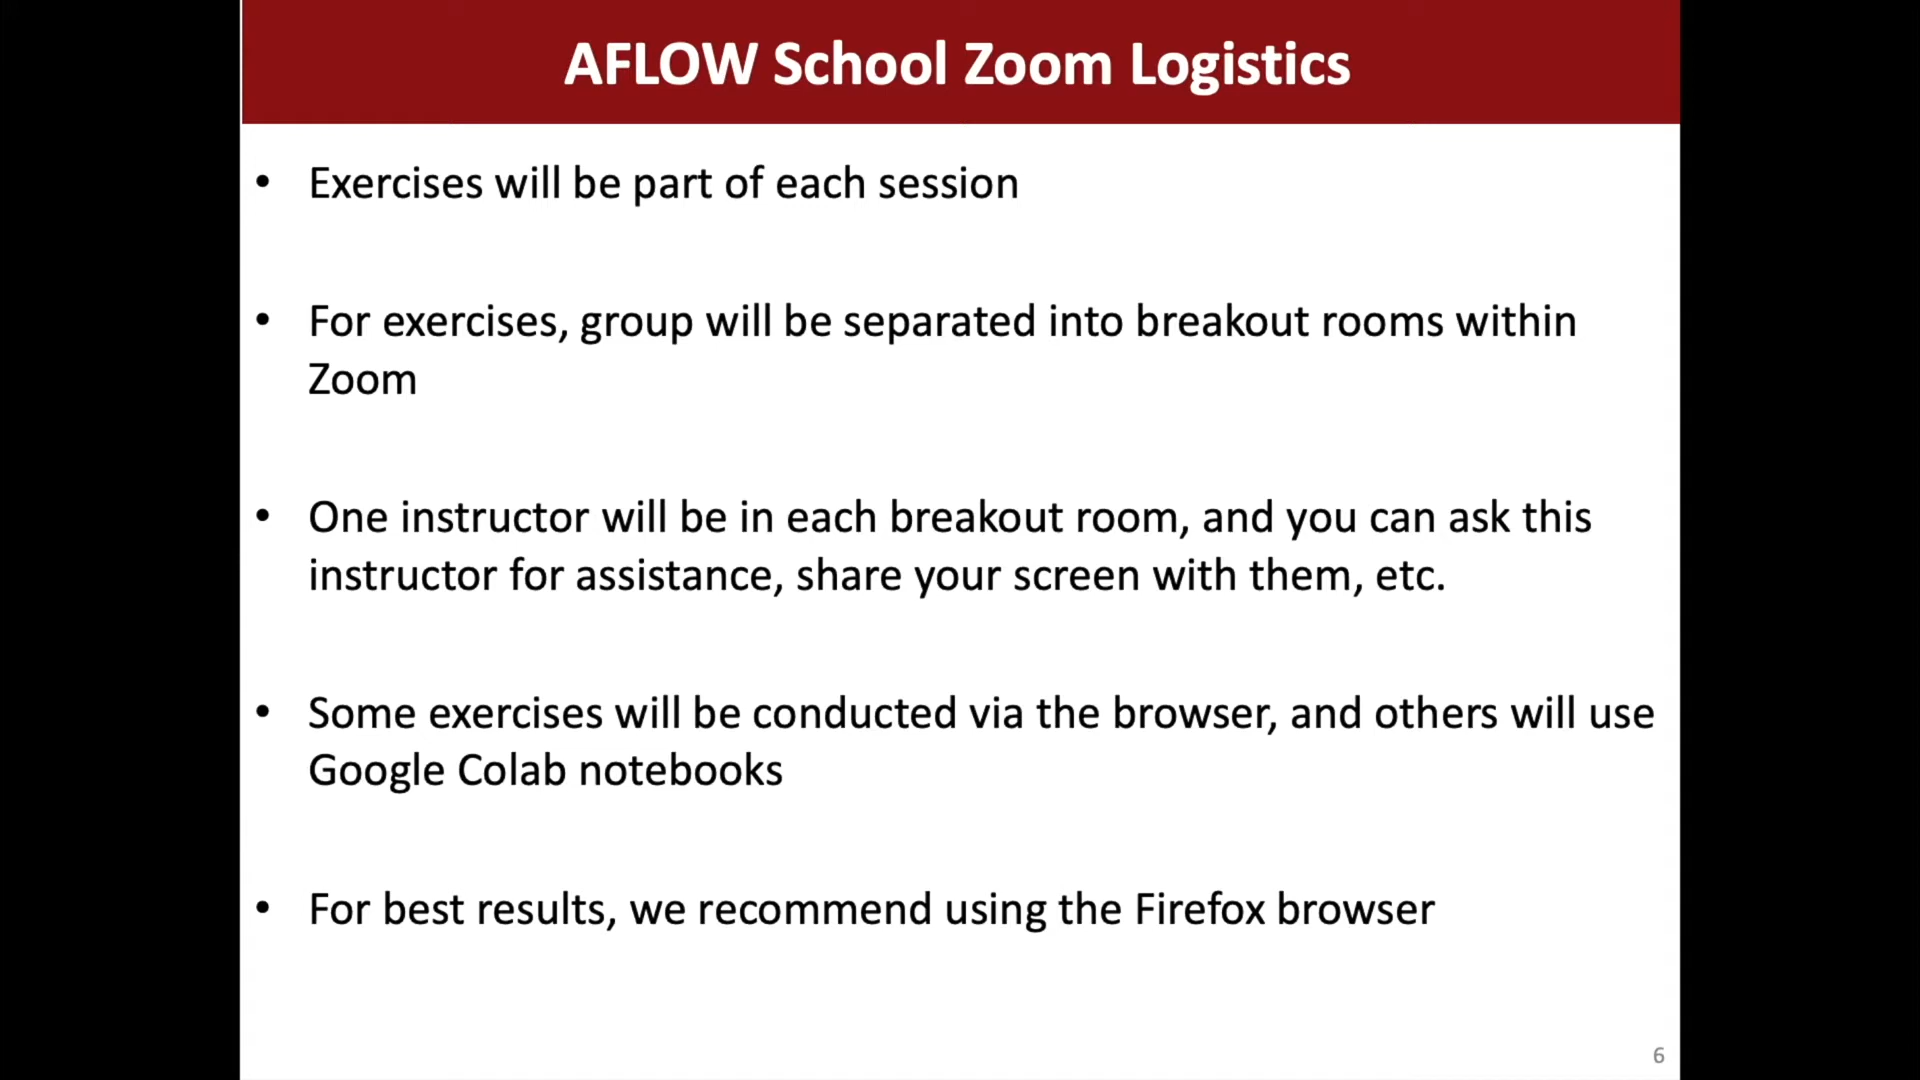 AFLOW School Zoom Logistics
• Exercises will be part of each session
• For exercises, group will be separated into breakout rooms within
Zoom
• One instructor will be in each breakout room, and you can ask this
instructor for assistance, share your screen with them, etc.
• Some exercises will be conducted via the browser, and others will use
Google Colab notebooks
• For best results, we recommend using the Firefox browser
6